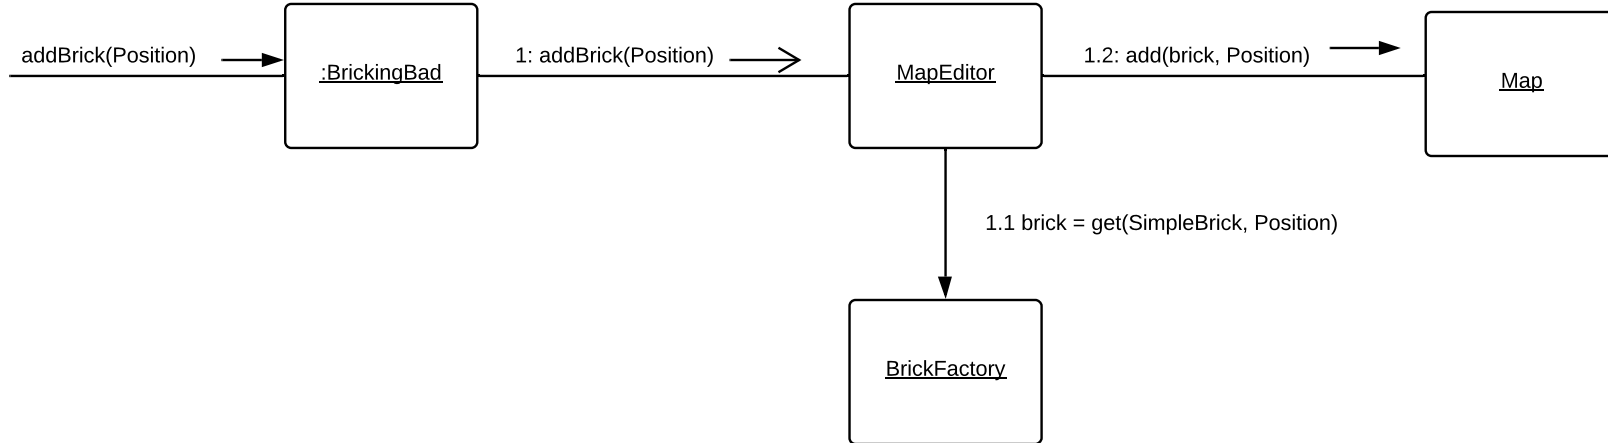 addBrick(Position)
:BrickingBad
1: addBrick(Position)
MapEditor
1.2: add(brick, Position)
Map
1.1 brick = get(SimpleBrick, Position)
BrickFactory